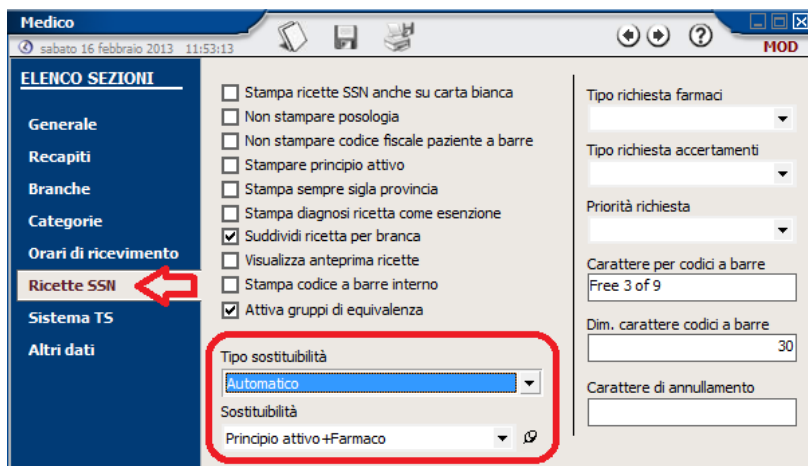 Medico
sabato 16 febbraio 2013 11:53:13
MOD
ELENCO SEZIONI
Generale
Recapiti
Branche
Categorie
Orari di ricevimento
Ricette SSN
Sistema TS
Altri dati
Stampa ricette SSN anche su carta bianca
Non stampare posologia
Non stampare codice fiscale paziente a barre
Stampare principio attivo
Stampa sempre sigla provincia
Stampa diagnosi ricetta come esenzione
Suddividi ricetta per branca
Visualizza anteprima ricette
Stampa codice a barre interno
Attiva gruppi di equivalenza
Tipo sostituibilità
Automatico
Sostituibilità
Principio attivo+Farmaco
Tipo richiesta farmaci
Tipo richiesta accertamenti
Priorità richiesta
Carattere per codici a barre
Free 3 of 9
Dim. carattere codici a barre
30
Carattere di annullamento